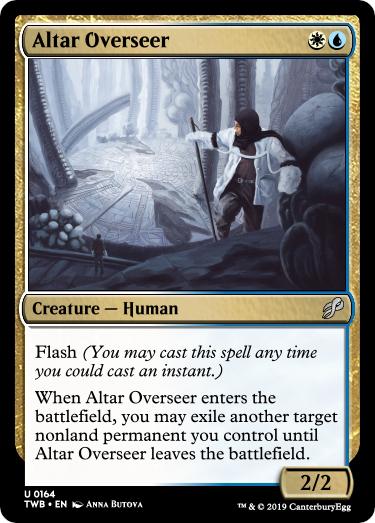 Altar Overseer
Creature — Human
Flash (You may cast this spell any time
you could cast an instant.)
When Altar Overseer enters the
battlefield, you may exile another target
nonland permanent you control until
Altar Overseer leaves the battlefield.
2/2
U 0164
TWB • EN Anna Butova
™ & © 2019 CanterburyEgg